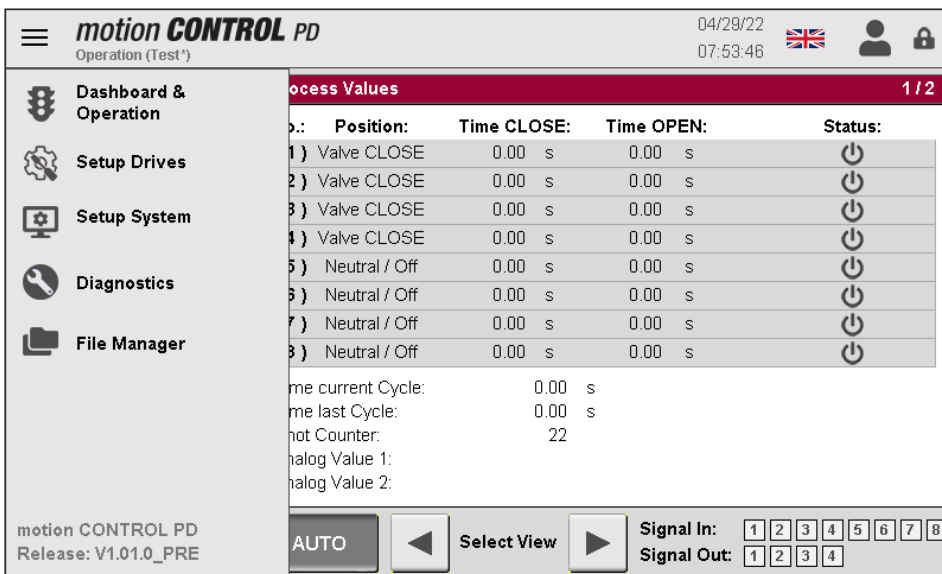 motion CONTROL PD
Operation (Test*)
04/29/22
07:53:46
Dashboard &
Operation
Setup Drives
Setup System
Diagnostics
File Manager
motion CONTROL PD
Release: V1.01.0_PRE
ocess Values 1 / 2
o.: Position: Time CLOSE: Time OPEN: Status:
1 ) Valve CLOSE 0.00 s 0.00 s
2 ) Valve CLOSE 0.00 s 0.00 s
3 ) Valve CLOSE 0.00 s 0.00 s
4 ) Valve CLOSE 0.00 s 0.00 s
5 ) Neutral / Off 0.00 s 0.00 s
6 ) Neutral / Off 0.00 s 0.00 s
7 ) Neutral / Off 0.00 s 0.00 s
8 ) Neutral / Off 0.00 s 0.00 s
me current Cycle: 0.00 s
me last Cycle: 0.00 s
hot Counter: 22
nalog Value 1:
nalog Value 2:
AUTO
Select View
Signal In: 1 2 3 4 5 6 7 8
Signal Out: 1 2 3 4